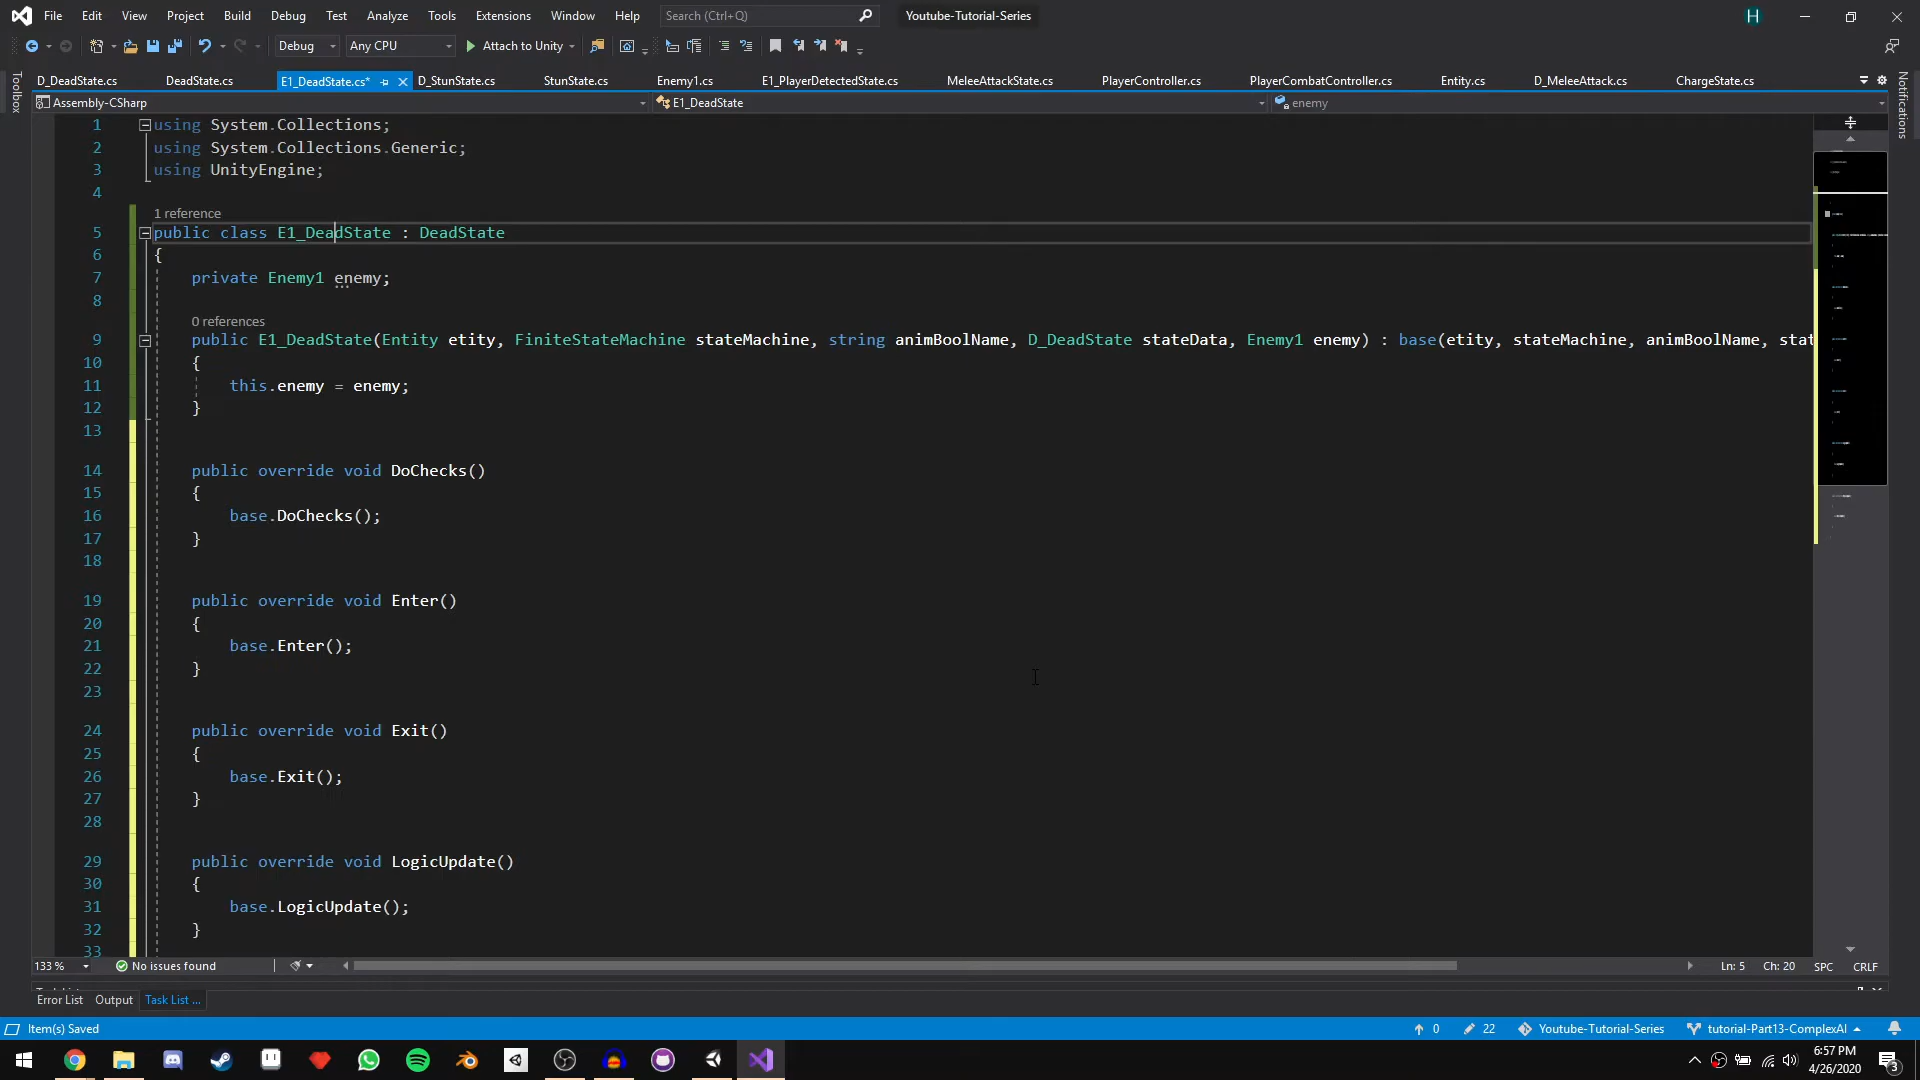 File Edit View Project Build Debug Test Analyze Tools Extensions Window Help Search (Ctrl+Q) Youtube-Tutorial-Series H
Debug Any CPU Attach to Unity
D_DeadState.cs DeadState.cs E1_DeadState.cs* D_StunState.cs StunState.cs Enemy1.cs E1_PlayerDetectedState.cs MeleeAttackState.cs PlayerController.cs PlayerCombatController.cs Entity.cs D_MeleeAttack.cs ChargeState.cs
Toolbox
Notifications
Assembly-CSharp E1_DeadState enemy
1 using System.Collections;
2 using System.Collections.Generic;
3 using UnityEngine;
4
1 reference
5 public class E1_DeadState : DeadState
6 {
7 private Enemy1 enemy;
8
0 references
9 public E1_DeadState(Entity etity, FiniteStateMachine stateMachine, string animBoolName, D_DeadState stateData, Enemy1 enemy) : base(etity, stateMachine, animBoolName, stat
10 {
11 this.enemy = enemy;
12 }
13
14 public override void DoChecks()
15 {
16 base.DoChecks();
17 }
18
19 public override void Enter()
20 {
21 base.Enter();
22 }
23
24 public override void Exit()
25 {
26 base.Exit();
27 }
28
29 public override void LogicUpdate()
30 {
31 base.LogicUpdate();
32 }
33
133 % No issues found Ln: 5 Ch: 20 SPC CRLF
Error List Output Task List ...
Item(s) Saved 0 22 Youtube-Tutorial-Series tutorial-Part13-ComplexAI
6:57 PM
4/26/2020
3